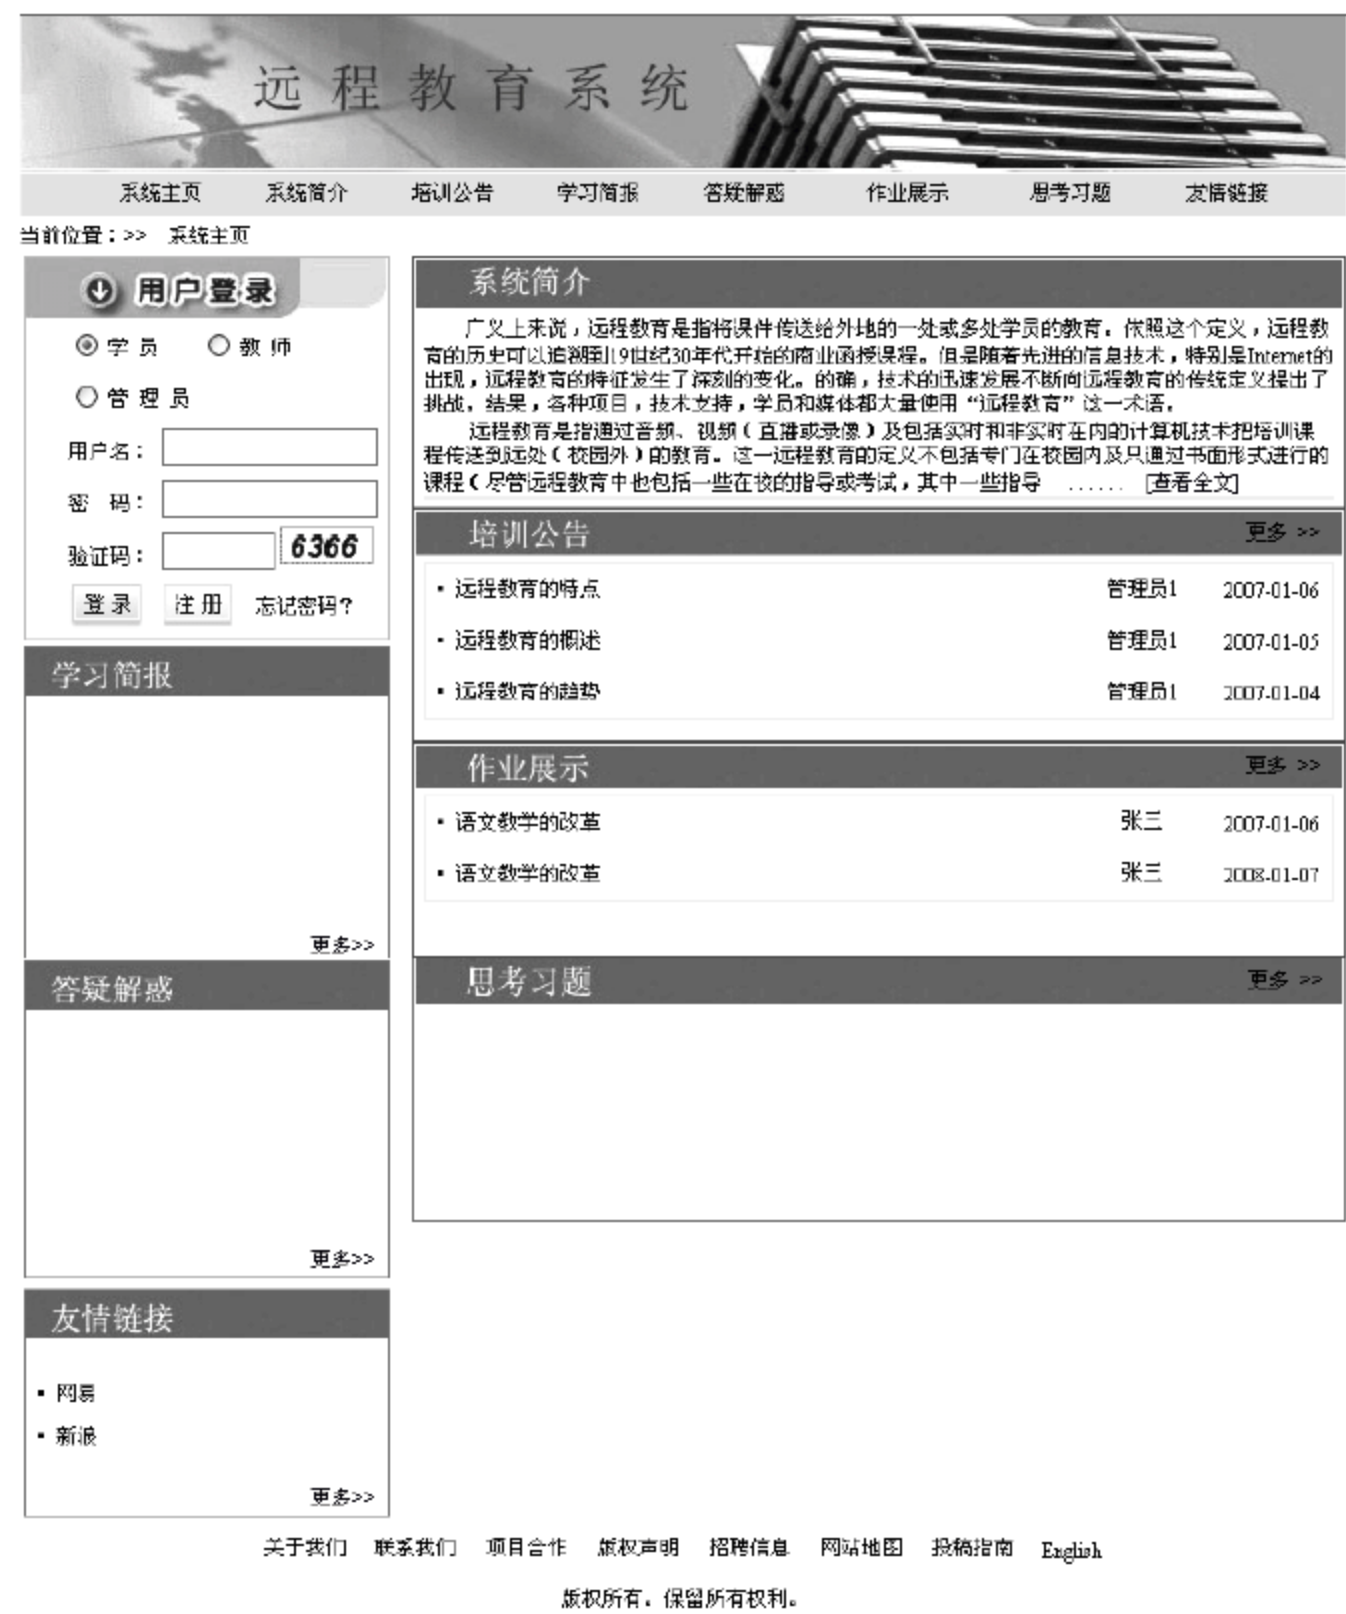 远程教育系统
系统主页 系统简介 培训公告 学习简报 答疑解惑 作业展示 思考习题 友情链接
当前位置：>> 系统主页
用户登录
学 员 教 师
管 理 员
用户名：
密 码：
验证码： 6366
登 录 注 册 忘记密码？
学习简报
更多>>
答疑解惑
更多>>
友情链接
▪ 网易
▪ 新浪
更多>>
系统简介
广义上来说，远程教育是指将课件传送给外地的一处或多处学员的教育。依照这个定义，远程教
育的历史可以追溯到19世纪30年代开始的商业函授课程。但是随着先进的信息技术，特别是Internet的
出现，远程教育的特征发生了深刻的变化。的确，技术的迅速发展不断向远程教育的传统定义提出了
挑战。结果，各种项目，技术支持，学员和媒体都大量使用“远程教育”这一术语。
远程教育是指通过音频、视频（直播或录像）及包括实时和非实时在内的计算机技术把培训课
程传送到远处（校园外）的教育。这一远程教育的定义不包括专门在校园内及只通过书面形式进行的
课程（尽管远程教育中也包括一些在校的指导或考试，其中一些指导 ...... [查看全文]
培训公告 更多 >>
▪ 远程教育的特点 管理员1 2007-01-06
▪ 远程教育的概述 管理员1 2007-01-05
▪ 远程教育的趋势 管理员1 2007-01-04
作业展示 更多 >>
▪ 语文教学的改革 张三 2007-01-06
▪ 语文教学的改革 张三 2008-01-07
思考习题 更多 >>
关于我们 联系我们 项目合作 版权声明 招聘信息 网站地图 投稿指南 English
版权所有。保留所有权利。